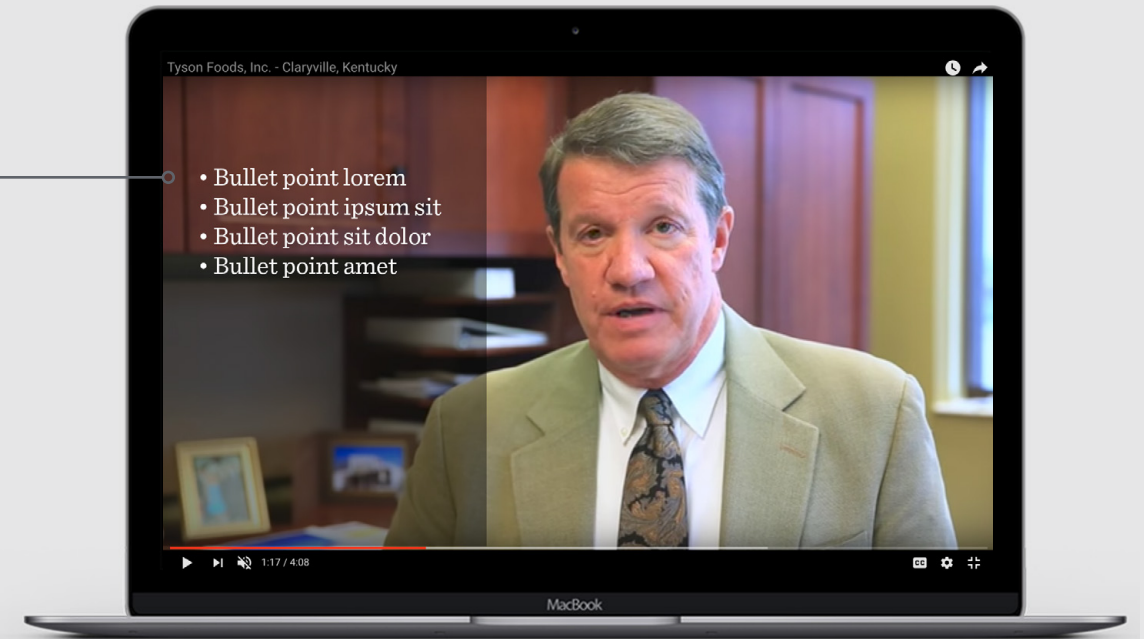 Tyson Foods, Inc. - Claryville, Kentucky
• Bullet point lorem
• Bullet point ipsum sit
• Bullet point sit dolor
• Bullet point amet
1:17 / 4:08
CC
MacBook